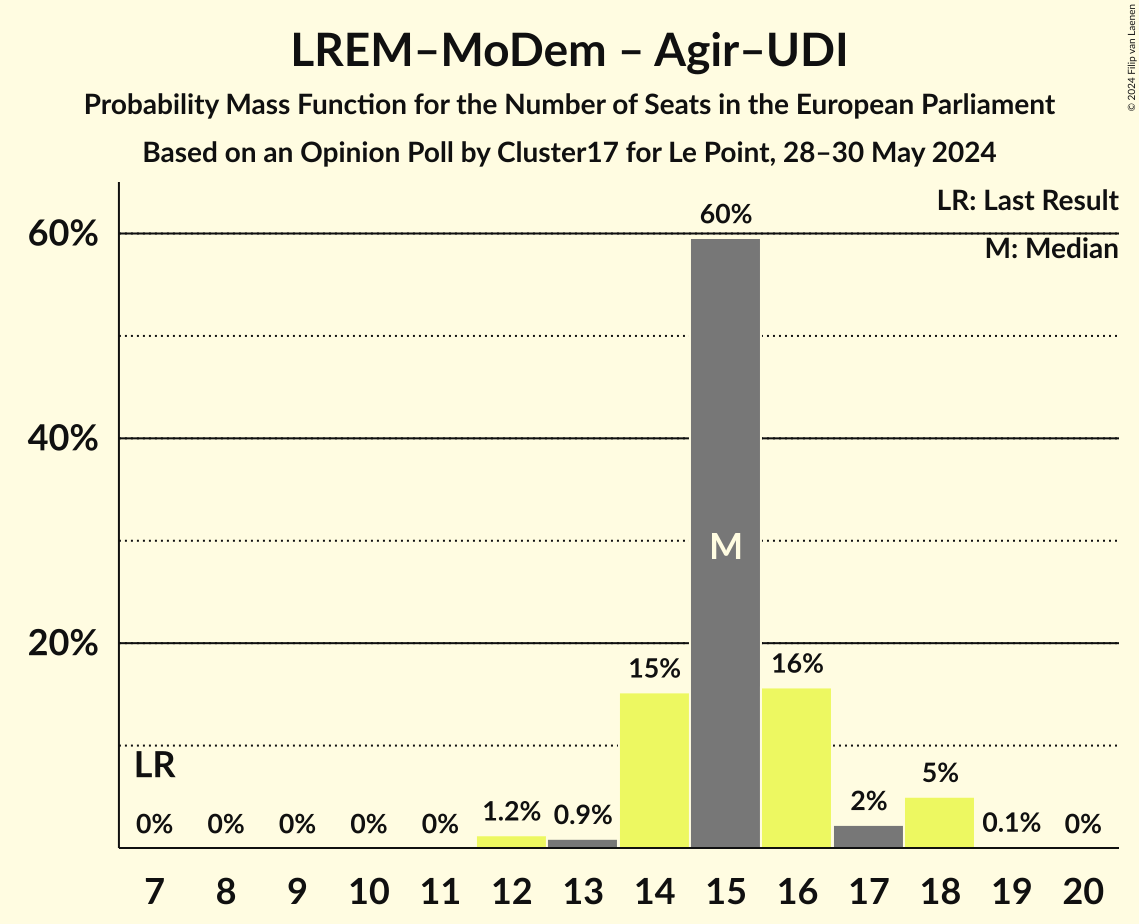 LREM–MoDem – Agir–UDI
Probability Mass Function for the Number of Seats in the European Parliament
Based on an Opinion Poll by Cluster17 for Le Point, 28–30 May 2024
© 2024 Filip van Laenen
LR: Last Result
M: Median
60%
40%
20%
60%
M
15%
16%
LR
5%
0% 0% 0% 0% 0% 1.2% 0.9% 2% 0.1% 0%
7 8 9 10 11 12 13 14 15 16 17 18 19 20